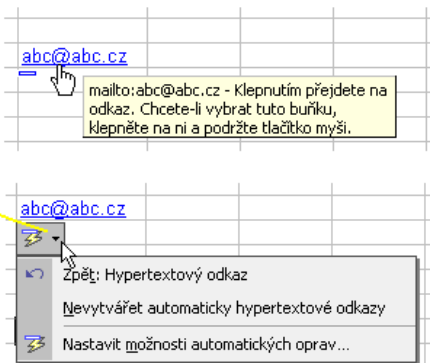 abc@abc.cz
mailto:abc@abc.cz - Klepnutím přejdete na
odkaz. Chcete-li vybrat tuto buňku,
klepněte na ni a podržte tlačítko myši.
abc@abc.cz
Zpět: Hypertextový odkaz
Nevytvářet automaticky hypertextové odkazy
Nastavit možnosti automatických oprav...